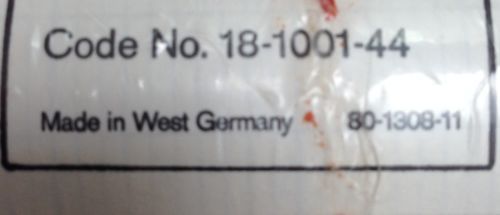 Code No. 18-1001-44
Made in West Germany 80-1308-11